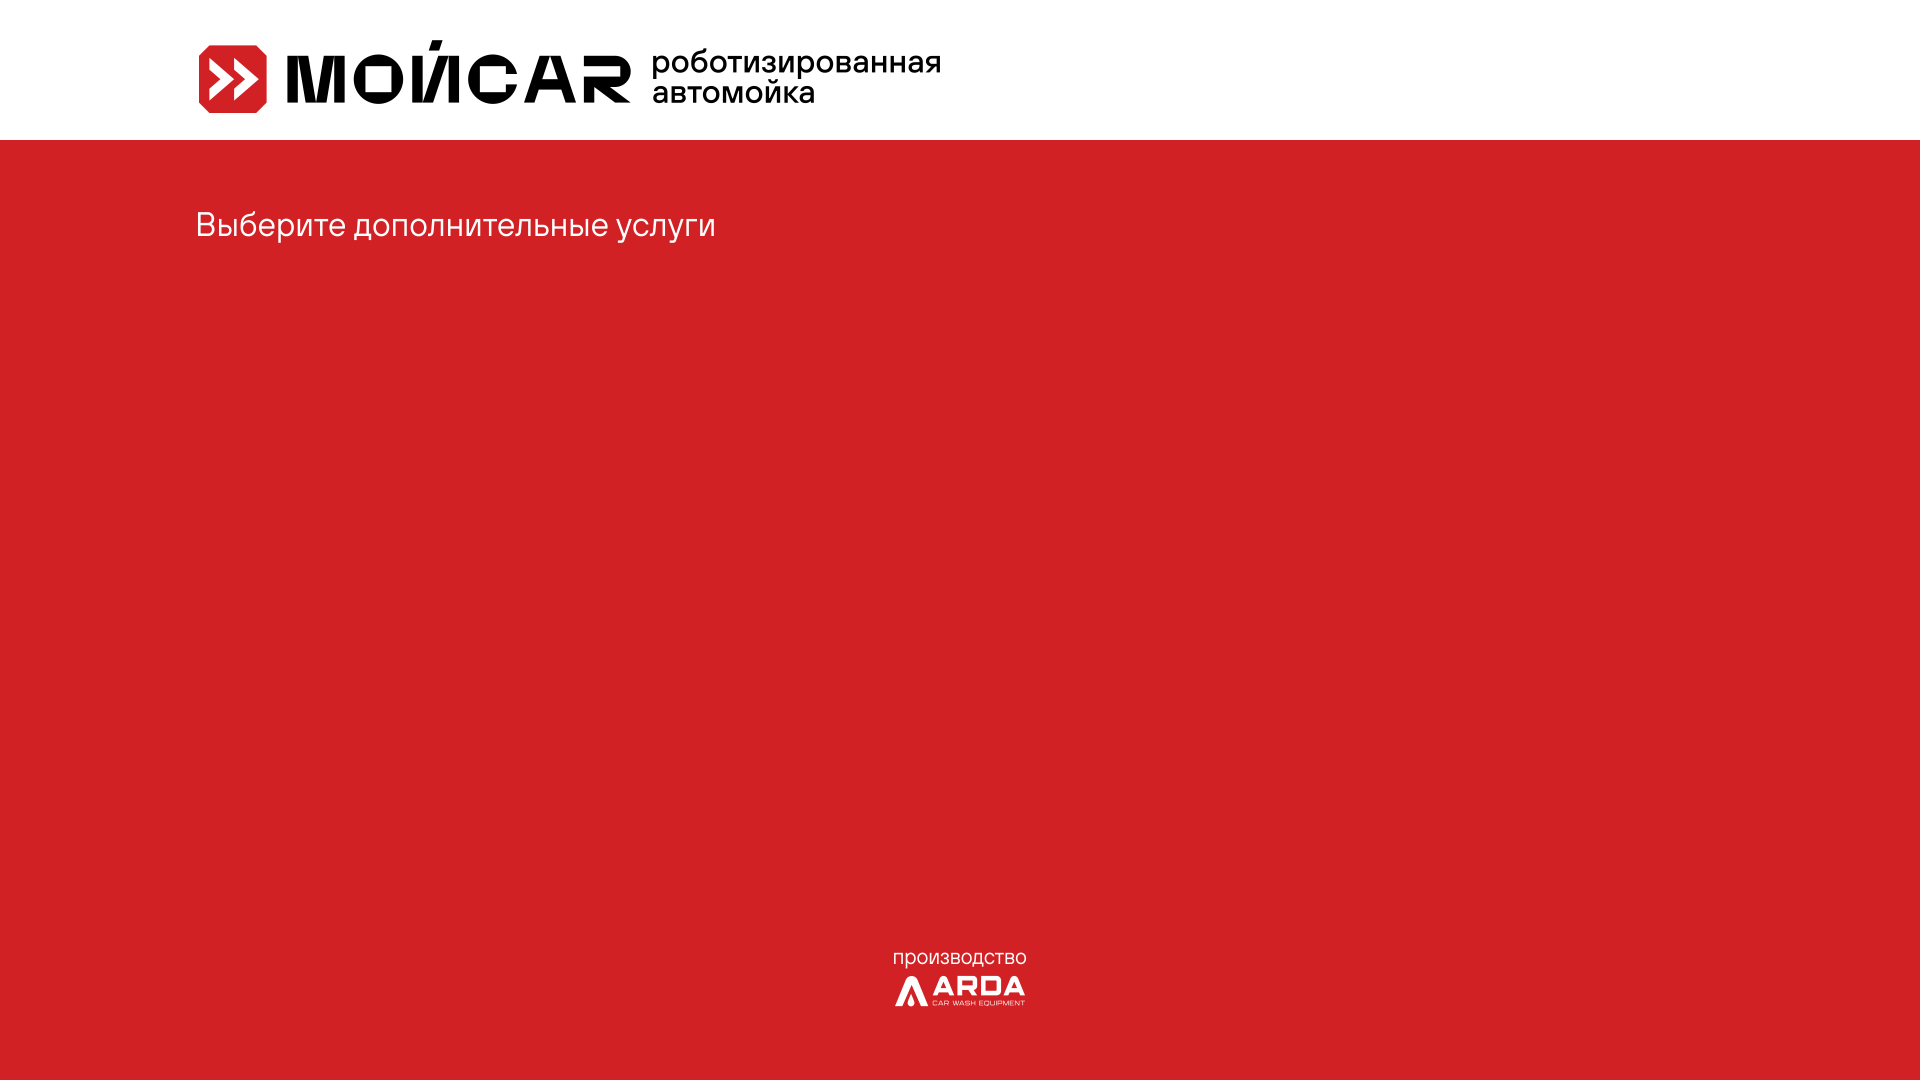 МОЙCAR
роботизированная
автомойка
Выберите дополнительные услуги
производство
ARDA
CAR WASH EQUIPMENT